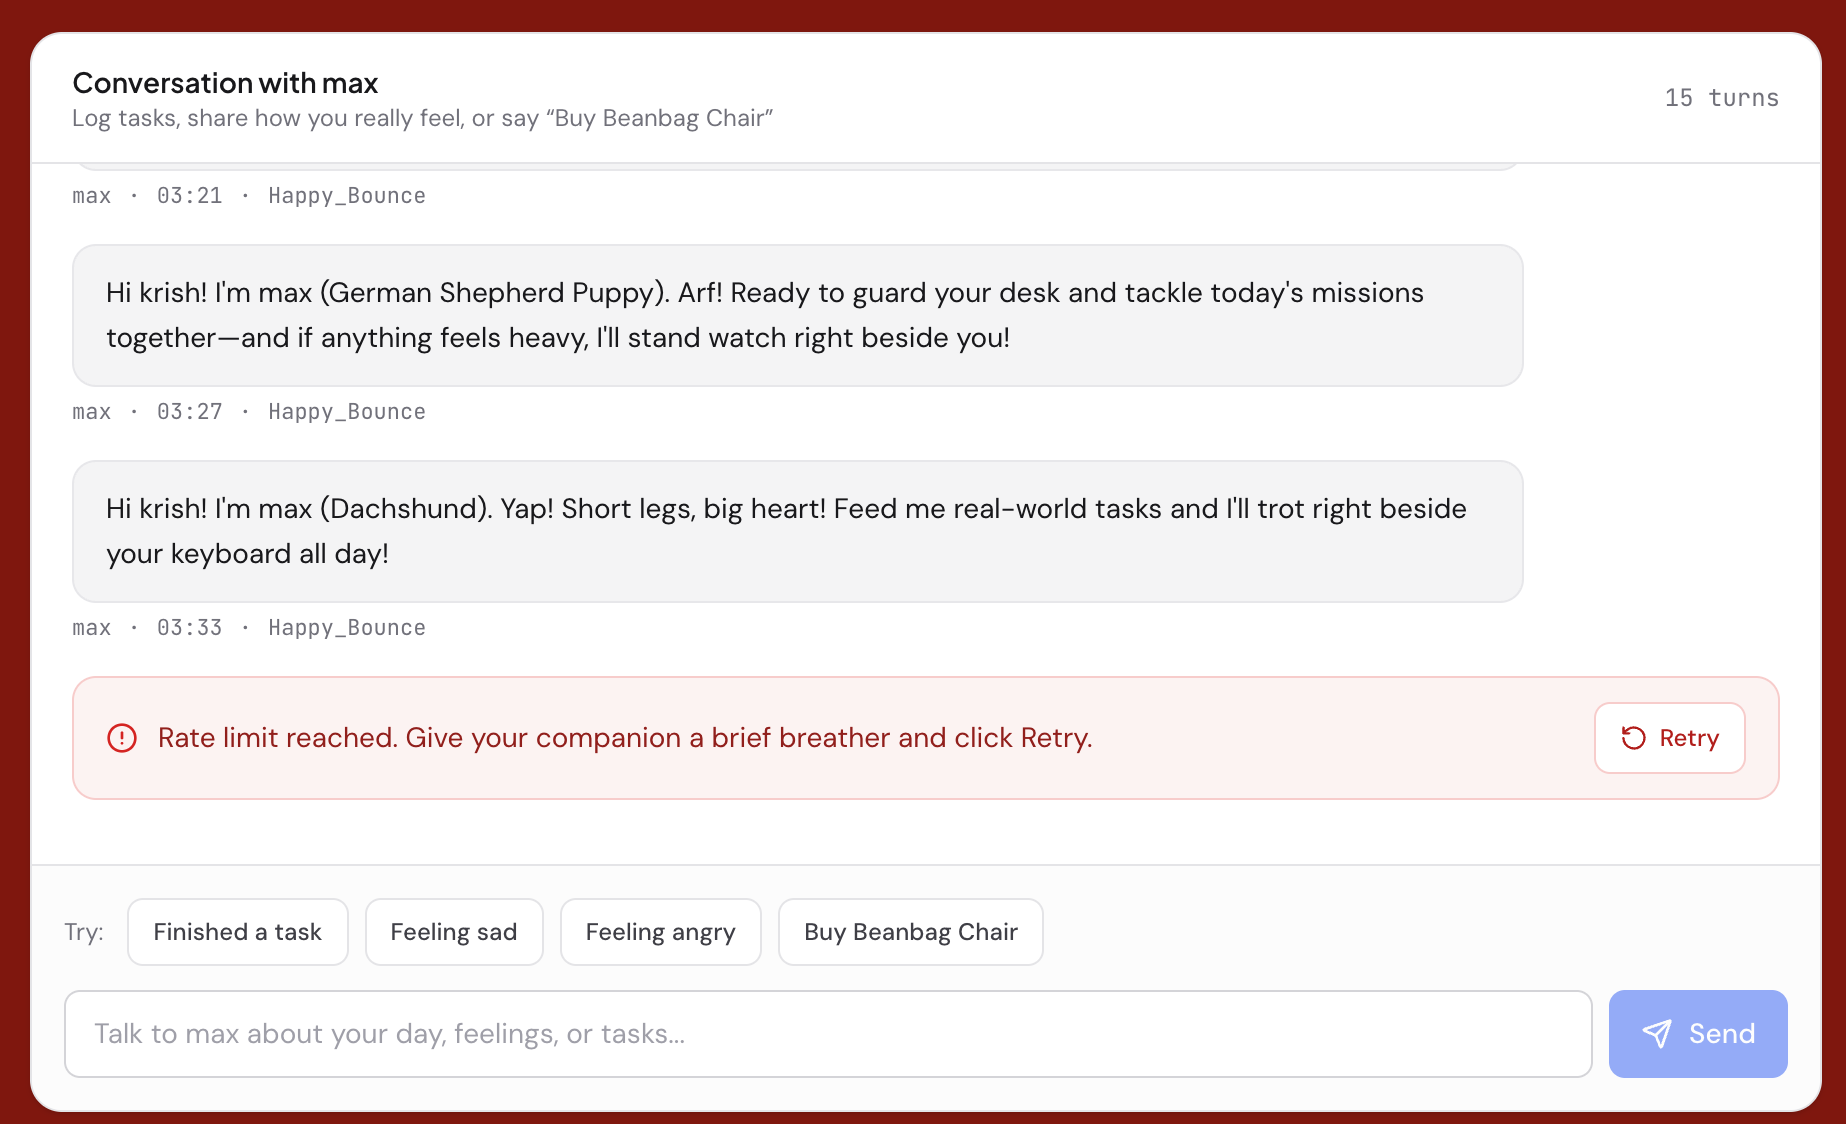 Conversation with max
Log tasks, share how you really feel, or say “Buy Beanbag Chair”
15 turns
max · 03:21 · Happy_Bounce
Hi krish! I'm max (German Shepherd Puppy). Arf! Ready to guard your desk and tackle today's missions
together—and if anything feels heavy, I'll stand watch right beside you!
max · 03:27 · Happy_Bounce
Hi krish! I'm max (Dachshund). Yap! Short legs, big heart! Feed me real-world tasks and I'll trot right beside
your keyboard all day!
max · 03:33 · Happy_Bounce
Rate limit reached. Give your companion a brief breather and click Retry.
Retry
Try:
Finished a task
Feeling sad
Feeling angry
Buy Beanbag Chair
Talk to max about your day, feelings, or tasks...
Send